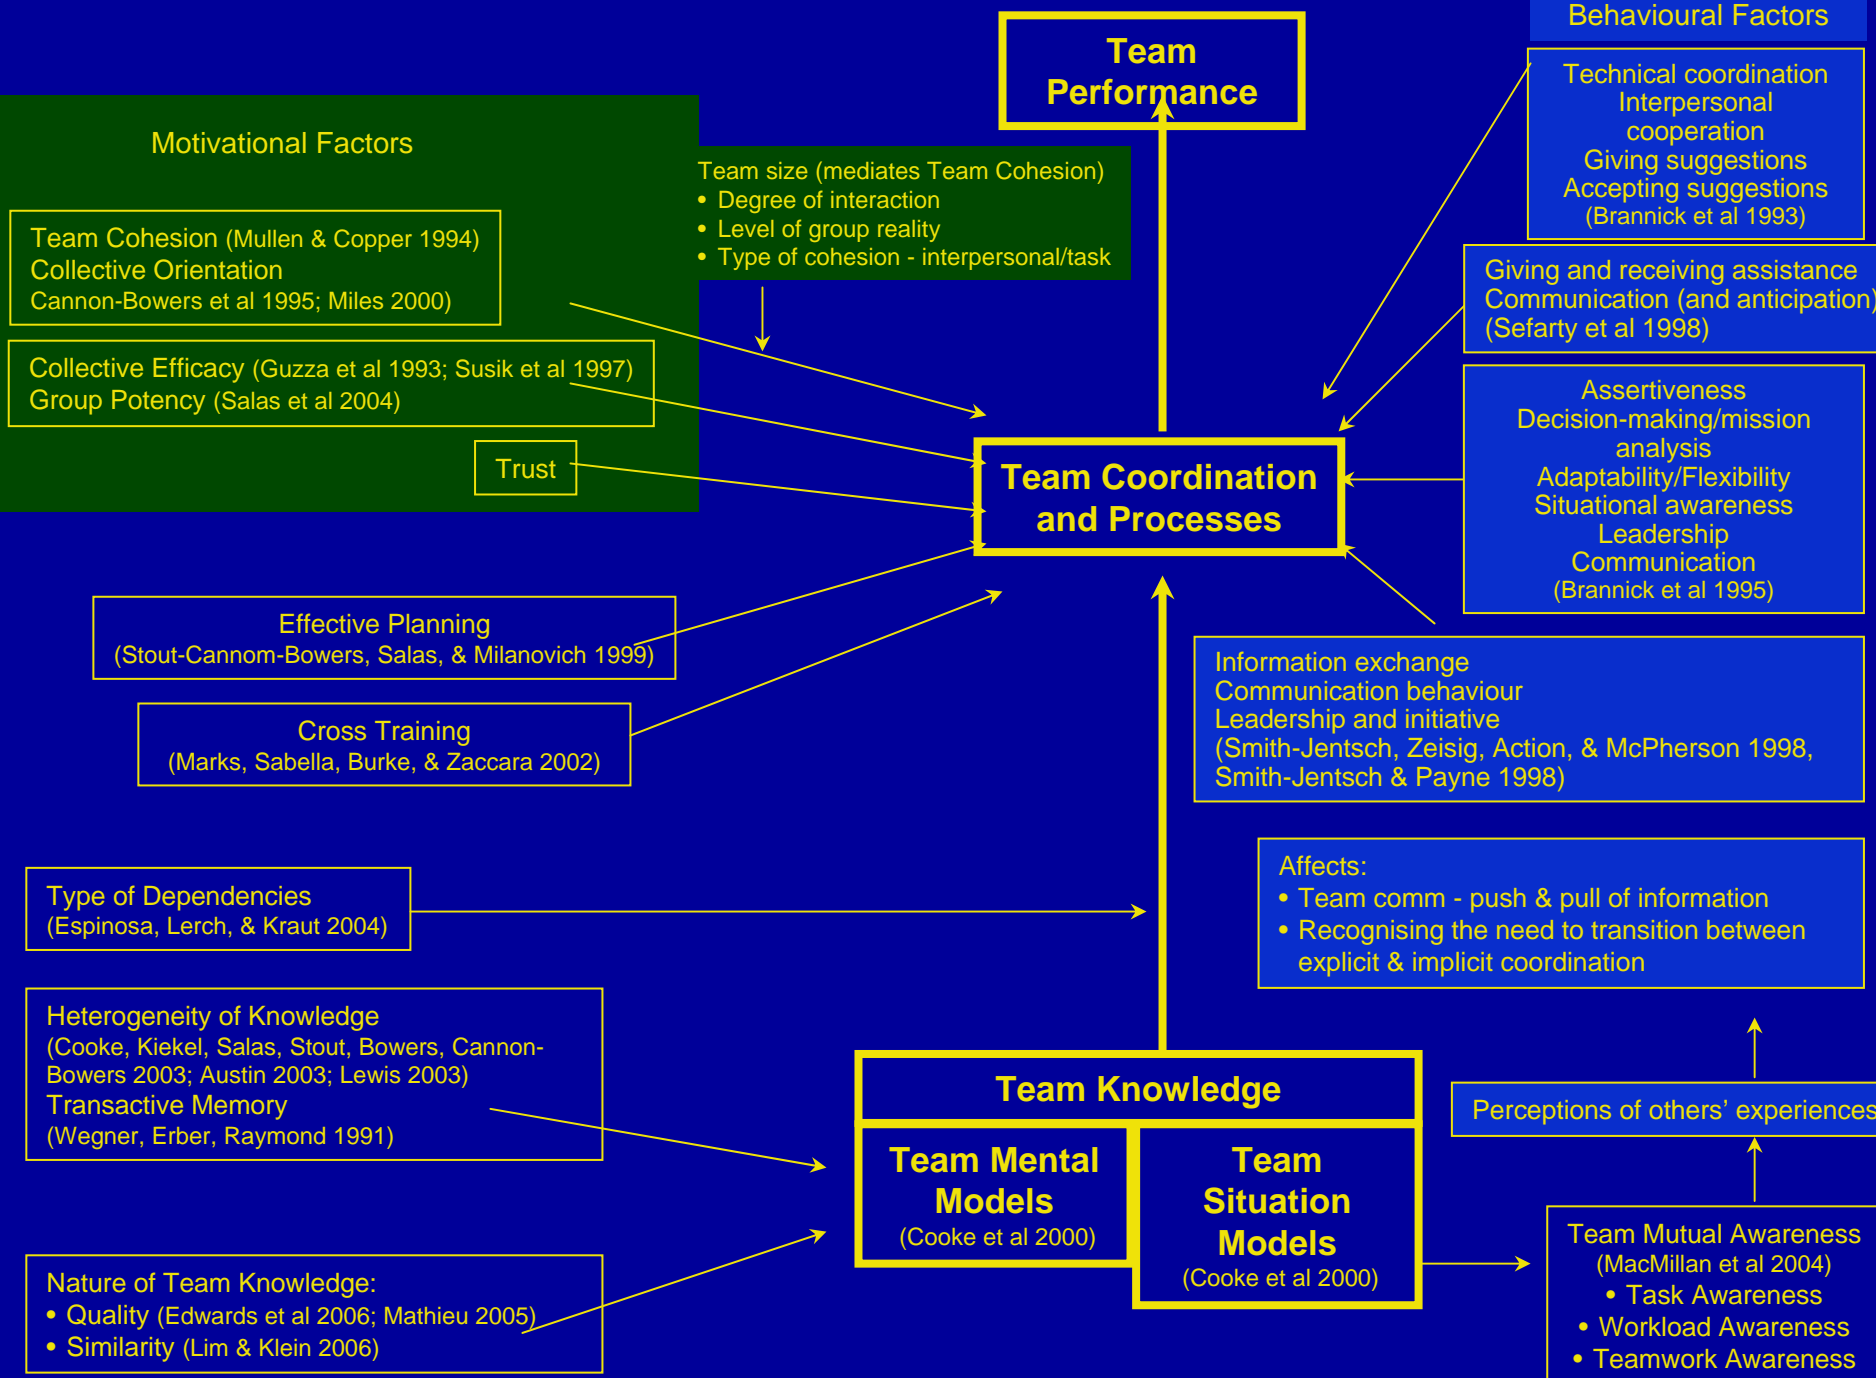 Team
Performance
Behavioural Factors
Technical coordination
Interpersonal
cooperation
Giving suggestions
Accepting suggestions
(Brannick et al 1993)
Motivational Factors
Team size (mediates Team Cohesion)
• Degree of interaction
• Level of group reality
• Type of cohesion - interpersonal/task
Team Cohesion (Mullen & Copper 1994)
Collective Orientation
Cannon-Bowers et al 1995; Miles 2000)
Giving and receiving assistance
Communication (and anticipation)
(Sefarty et al 1998)
Collective Efficacy (Guzza et al 1993; Susik et al 1997)
Group Potency (Salas et al 2004)
Trust
Team Coordination
and Processes
Assertiveness
Decision-making/mission
analysis
Adaptability/Flexibility
Situational awareness
Leadership
Communication
(Brannick et al 1995)
Effective Planning
(Stout-Cannom-Bowers, Salas, & Milanovich 1999)
Cross Training
(Marks, Sabella, Burke, & Zaccara 2002)
Information exchange
Communication behaviour
Leadership and initiative
(Smith-Jentsch, Zeisig, Action, & McPherson 1998,
Smith-Jentsch & Payne 1998)
Type of Dependencies
(Espinosa, Lerch, & Kraut 2004)
Affects:
• Team comm - push & pull of information
• Recognising the need to transition between
explicit & implicit coordination
Heterogeneity of Knowledge
(Cooke, Kiekel, Salas, Stout, Bowers, Cannon-
Bowers 2003; Austin 2003; Lewis 2003)
Transactive Memory
(Wegner, Erber, Raymond 1991)
Team Knowledge
Team Mental
Models
(Cooke et al 2000)
Team
Situation
Models
(Cooke et al 2000)
Perceptions of others’ experiences
Nature of Team Knowledge:
• Quality (Edwards et al 2006; Mathieu 2005)
• Similarity (Lim & Klein 2006)
Team Mutual Awareness
(MacMillan et al 2004)
• Task Awareness
• Workload Awareness
• Teamwork Awareness